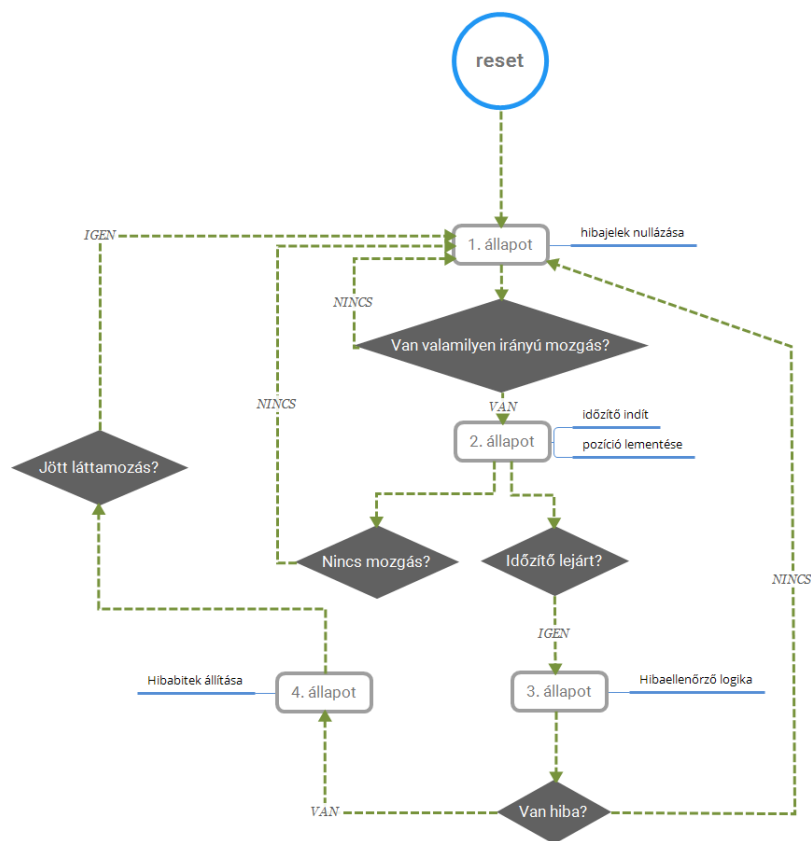 reset
IGEN
1. állapot
hibajelek nullázása
NINCS
Van valamilyen irányú mozgás?
NINCS
VAN
időzítő indít
2. állapot
pozíció lementése
Jött láttamozás?
Nincs mozgás?
Időzítő lejárt?
NINCS
IGEN
Hibabitek állítása
4. állapot
3. állapot
Hibaellenőrző logika
VAN
Van hiba?